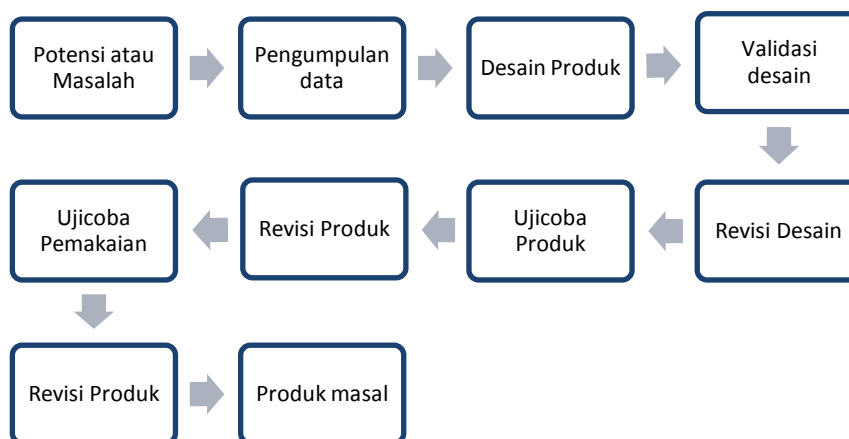 Potensi atau
Masalah
Pengumpulan
data
Desain Produk
Validasi
desain
Revisi Desain
Ujicoba
Produk
Revisi Produk
Ujicoba
Pemakaian
Revisi Produk
Produk masal